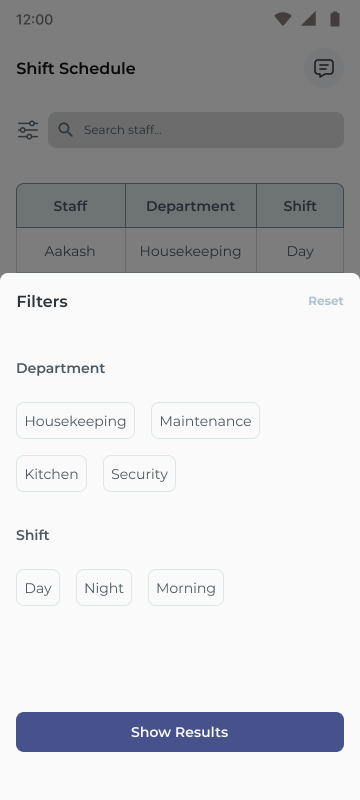 12:00
Shift Schedule
Search staff...
Staff Department Shift
Aakash Housekeeping Day
Filters Reset
Department
Housekeeping Maintenance
Kitchen Security
Shift
Day Night Morning
Show Results